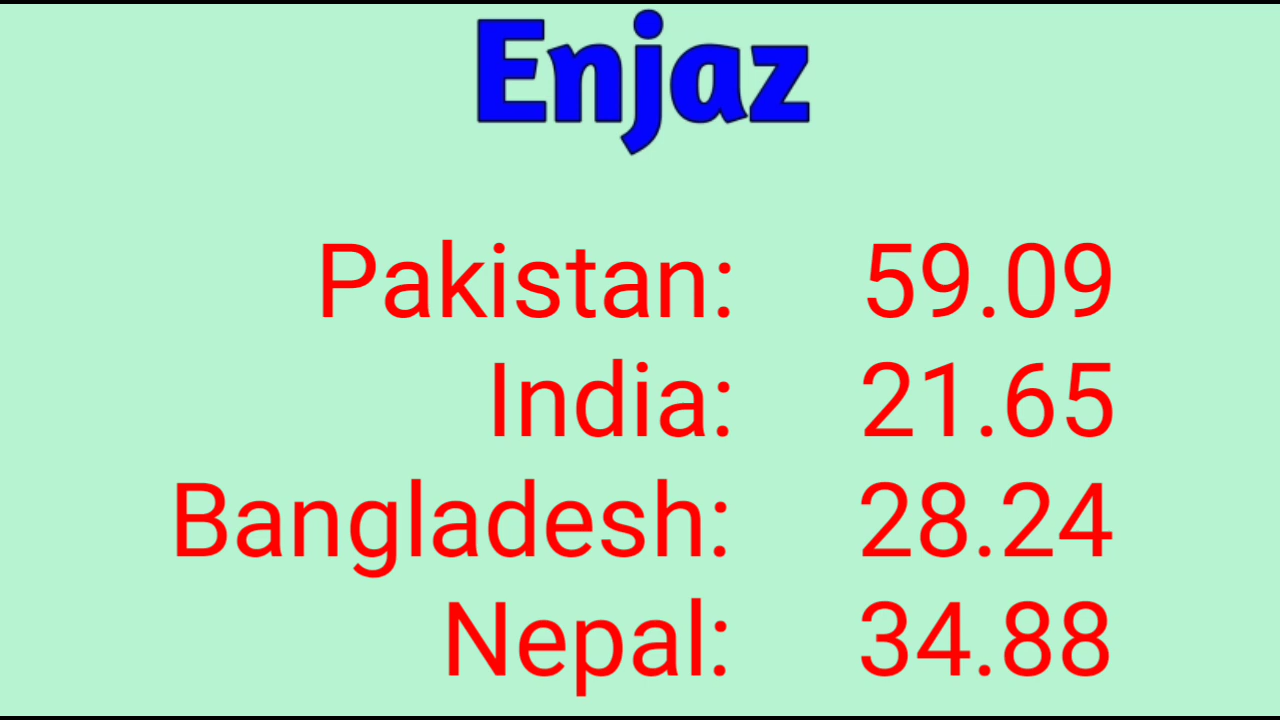 Enjaz
Pakistan: 59.09
India: 21.65
Bangladesh: 28.24
Nepal: 34.88